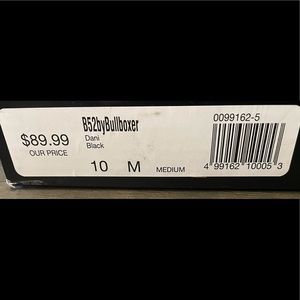 B52byBullboxer
Dani
Black
$89.99
OUR PRICE
10 M MEDIUM
0099162-5
4 99162 10005 3